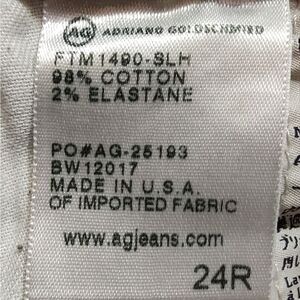 AG ADRIANO GOLDSCHMIED
FTM1490-SLH
98% COTTON
2% ELASTANE
PO#AG-25193
BW12017
MADE IN U.S.A.
OF IMPORTED FABRIC
www.agjeans.com
24R